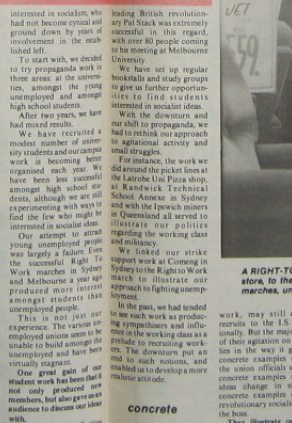 interested in socialism, who
had not become cynical and
ground down by years of
involvement in the estab-
lished left.
To start with, we decided
to try propaganda work in
three areas: at the universi-
ties, amongst the young
unemployed and amongst
high school students.
After two years, we have
had mixed results.
We have recruited a
modest number of univer-
sity students and our campus
work is becoming better
organised each year. We
have been less successful
amongst high school stu-
dents, although we are still
experimenting with ways to
find the few who might be
interested in socialist ideas.
Our attempt to attract
young unemployed people
was largely a failure. Even
the successful Right To
Work marches in Sydney
and Melbourne a year ago
produced more interest
amongst students than
unemployed people.
This is not just our
experience. The various un-
employed unions seem to be
unable to build amongst the
unemployed and have been
virtually stagnant.
One great gain of our
student work has been that it
not only produced new
members, but also gave us an
audience to discuss our ideas
with.
leading British revolution-
ary Pat Stack was extremely
successful in this regard,
with over 80 people coming
to his meeting at Melbourne
University.
We have set up regular
bookstalls and study groups
to give us further opportun-
ities to find students
interested in socialist ideas.
With the downturn and
our shift to propaganda, we
had to rethink our approach
to agitational activity and
small struggles.
For instance, the work we
did around the picket lines at
the Latrobe Uni Pizza shop,
at Randwick Technical
School Annexe in Sydney
and with the Ipswich miners
in Queensland all served to
illustrate our politics
regarding the working class
and militancy.
We linked our strike
support work at Comeng in
Sydney to the Right to Work
march to illustrate our
approach to fighting unemp-
loyment.
In the past, we had tended
to see such work as produc-
ing sympathisers and influ-
ence in the working class as a
prelude to recruiting work-
ers. The downturn put an
end to such notions, and
enabled us to develop a more
realistic attitude.
concrete
JET
55¢
A RIGHT-TO
store, to the
marches, un
work, may still
recruits to the I.S.
ionally. But the maj
of their agitation on
lies in the way it g
concrete examples
the union officials
concrete examples
ideas change in
concrete examples
revolutionary sociali
the boss.